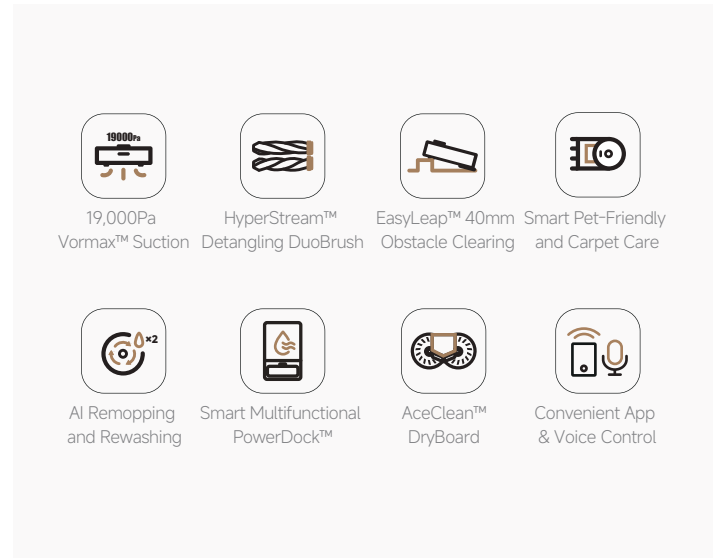 19000Pa
19,000Pa
Vormax™ Suction
HyperStream™
Detangling DuoBrush
EasyLeap™ 40mm
Obstacle Clearing
Smart Pet-Friendly
and Carpet Care
×2
AI Remopping
and Rewashing
Smart Multifunctional
PowerDock™
AceClean™
DryBoard
Convenient App
& Voice Control